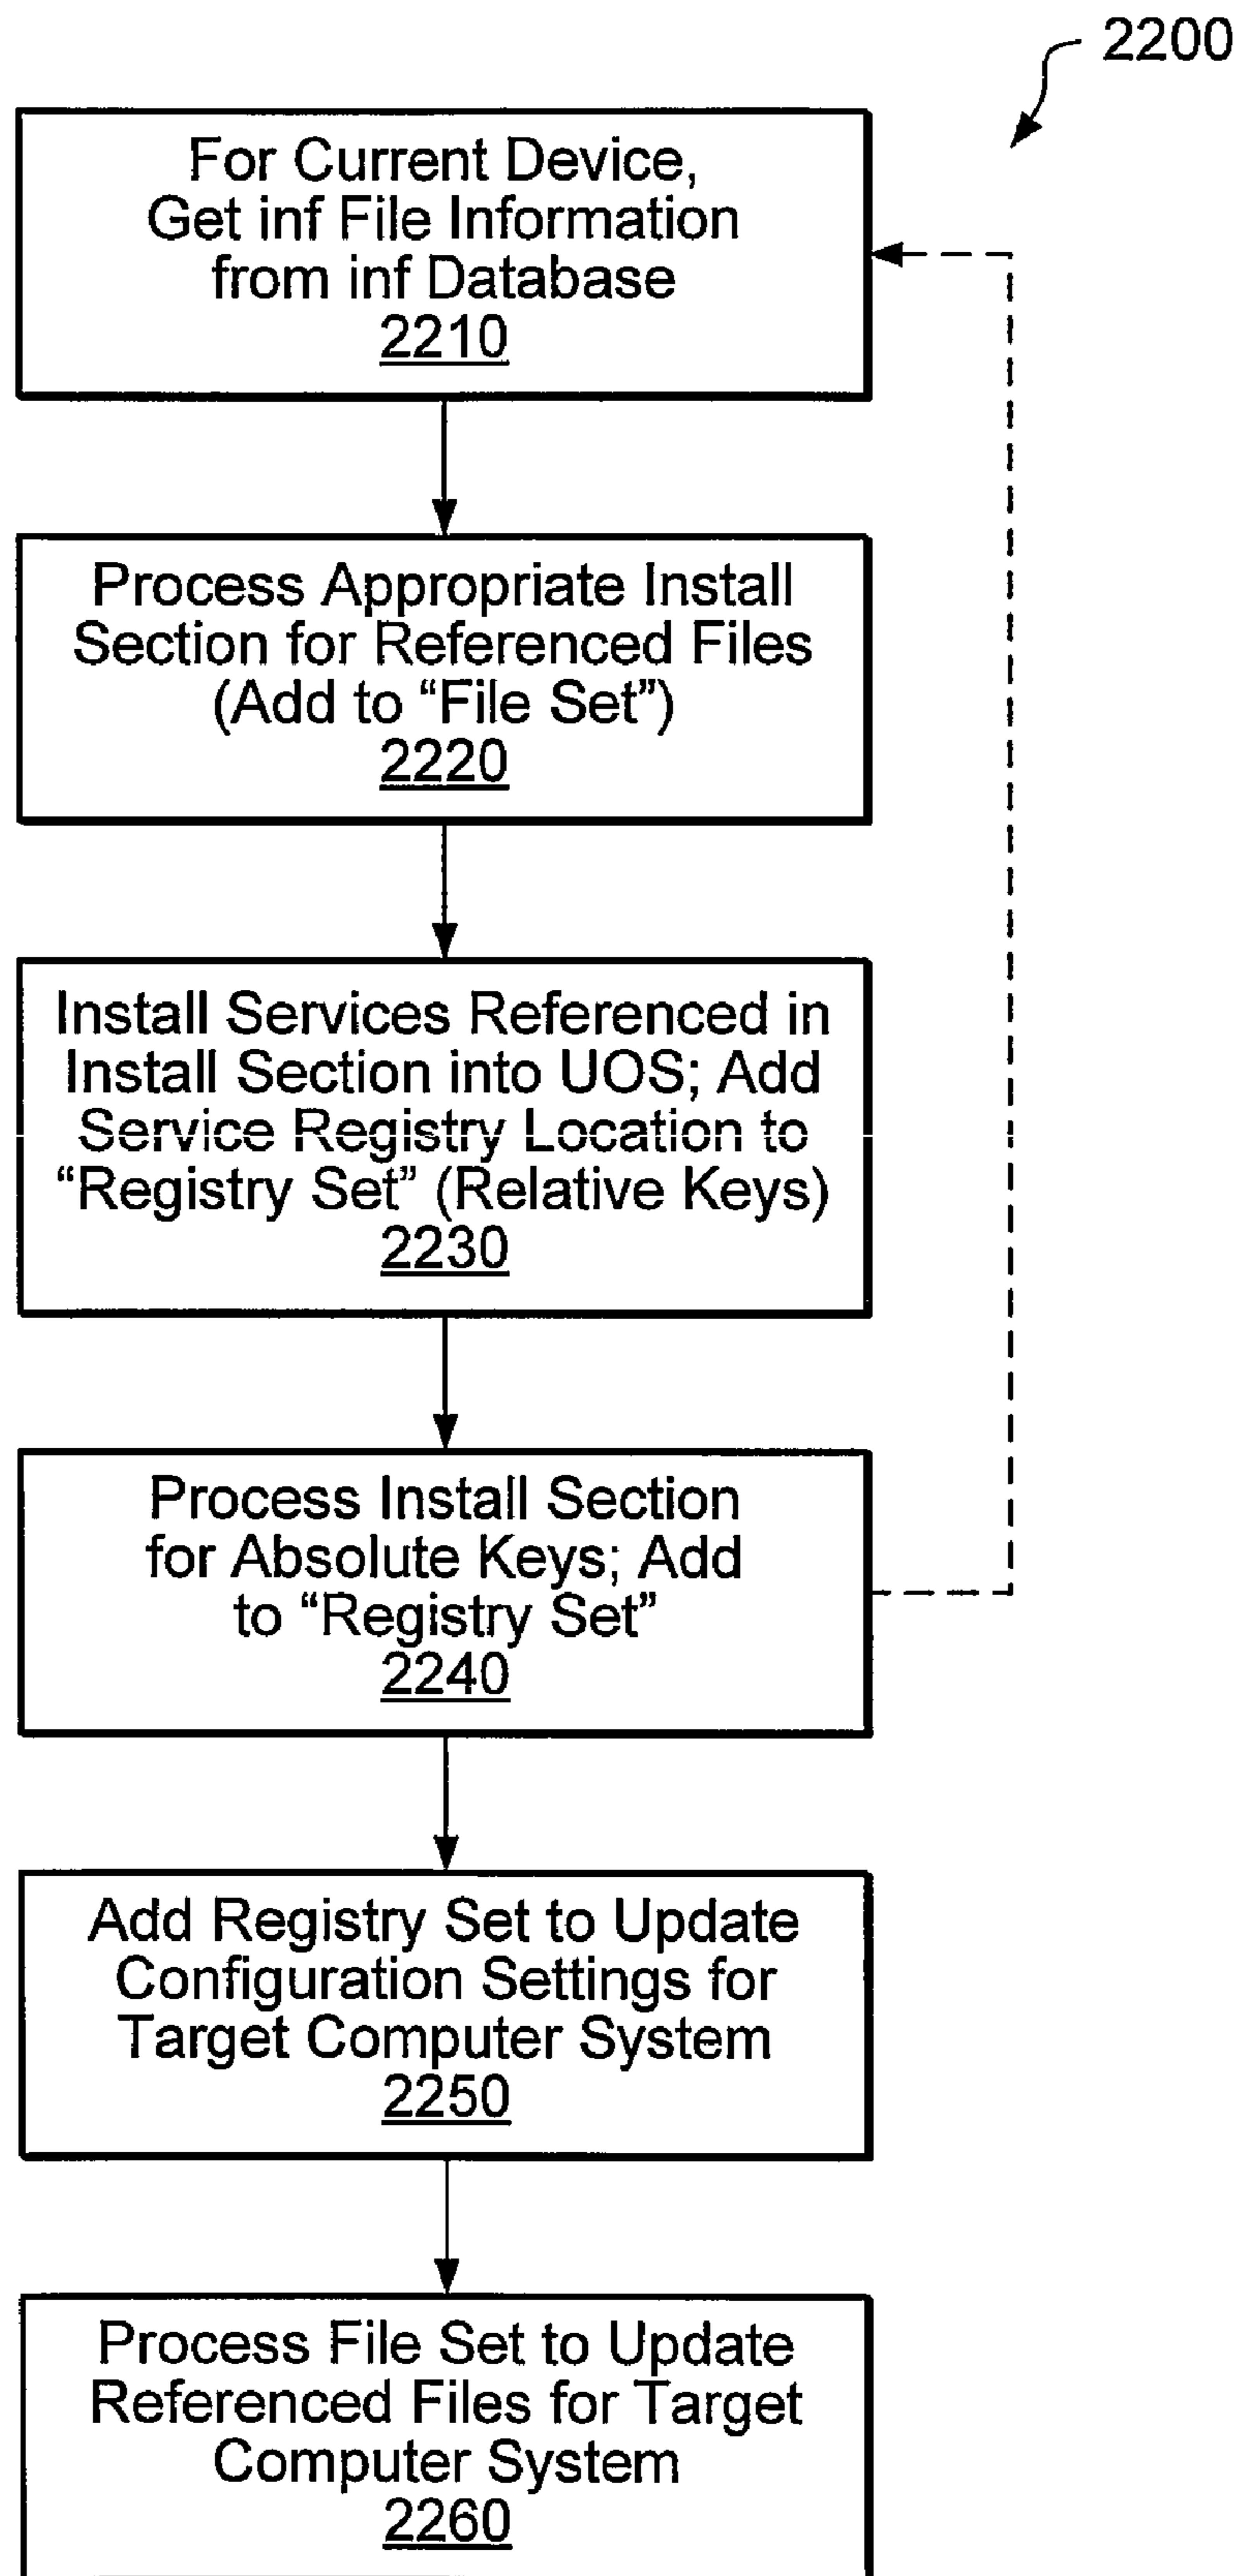 2200
For Current Device,
Get inf File Information
from inf Database
2210
Process Appropriate Install
Section for Referenced Files
(Add to “File Set”)
2220
Install Services Referenced in
Install Section into UOS; Add
Service Registry Location to
“Registry Set” (Relative Keys)
2230
Process Install Section
for Absolute Keys; Add
to “Registry Set”
2240
Add Registry Set to Update
Configuration Settings for
Target Computer System
2250
Process File Set to Update
Referenced Files for Target
Computer System
2260